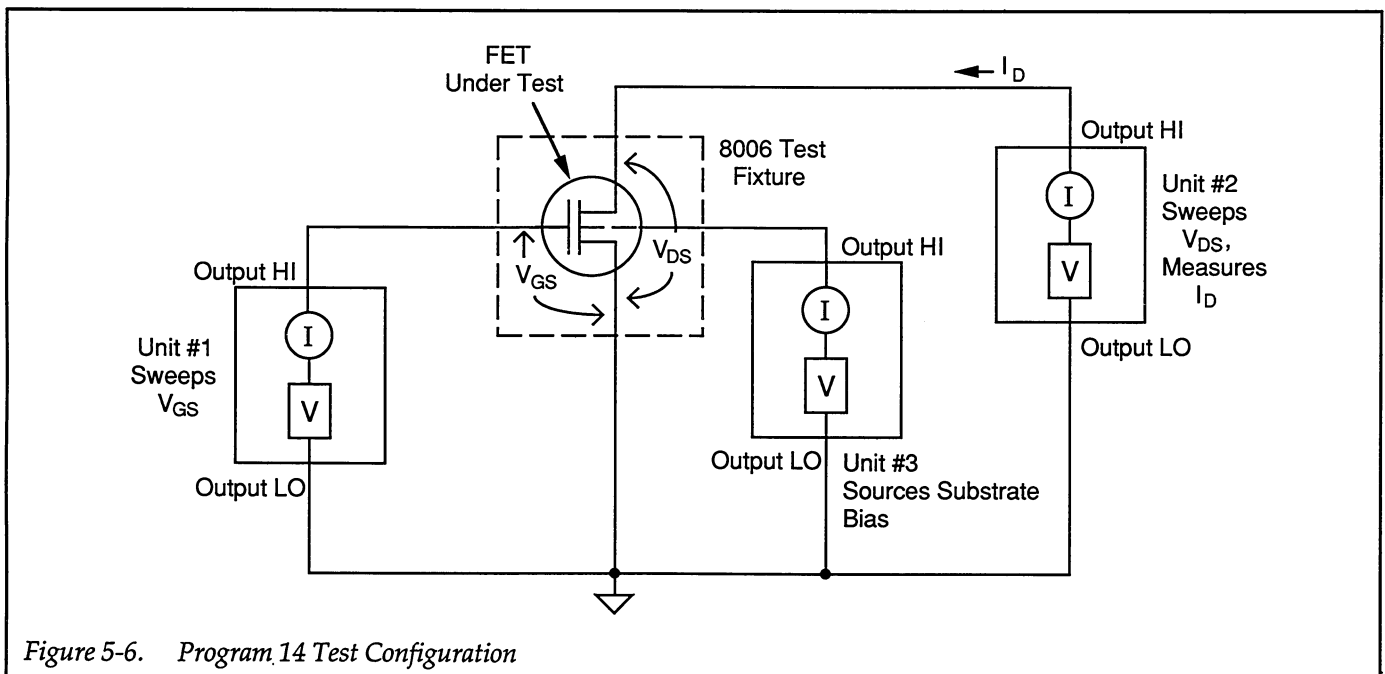 FET
Under Test
I_D
Output HI
8006 Test
Fixture
Unit #2
Sweeps
V_DS,
Measures
I_D
I
V
Output LO
V_GS
V_DS
Output HI
Unit #1
Sweeps
V_GS
I
V
Output LO
Output HI
I
V
Output LO
Unit #3
Sources Substrate
Bias
Figure 5-6. Program 14 Test Configuration